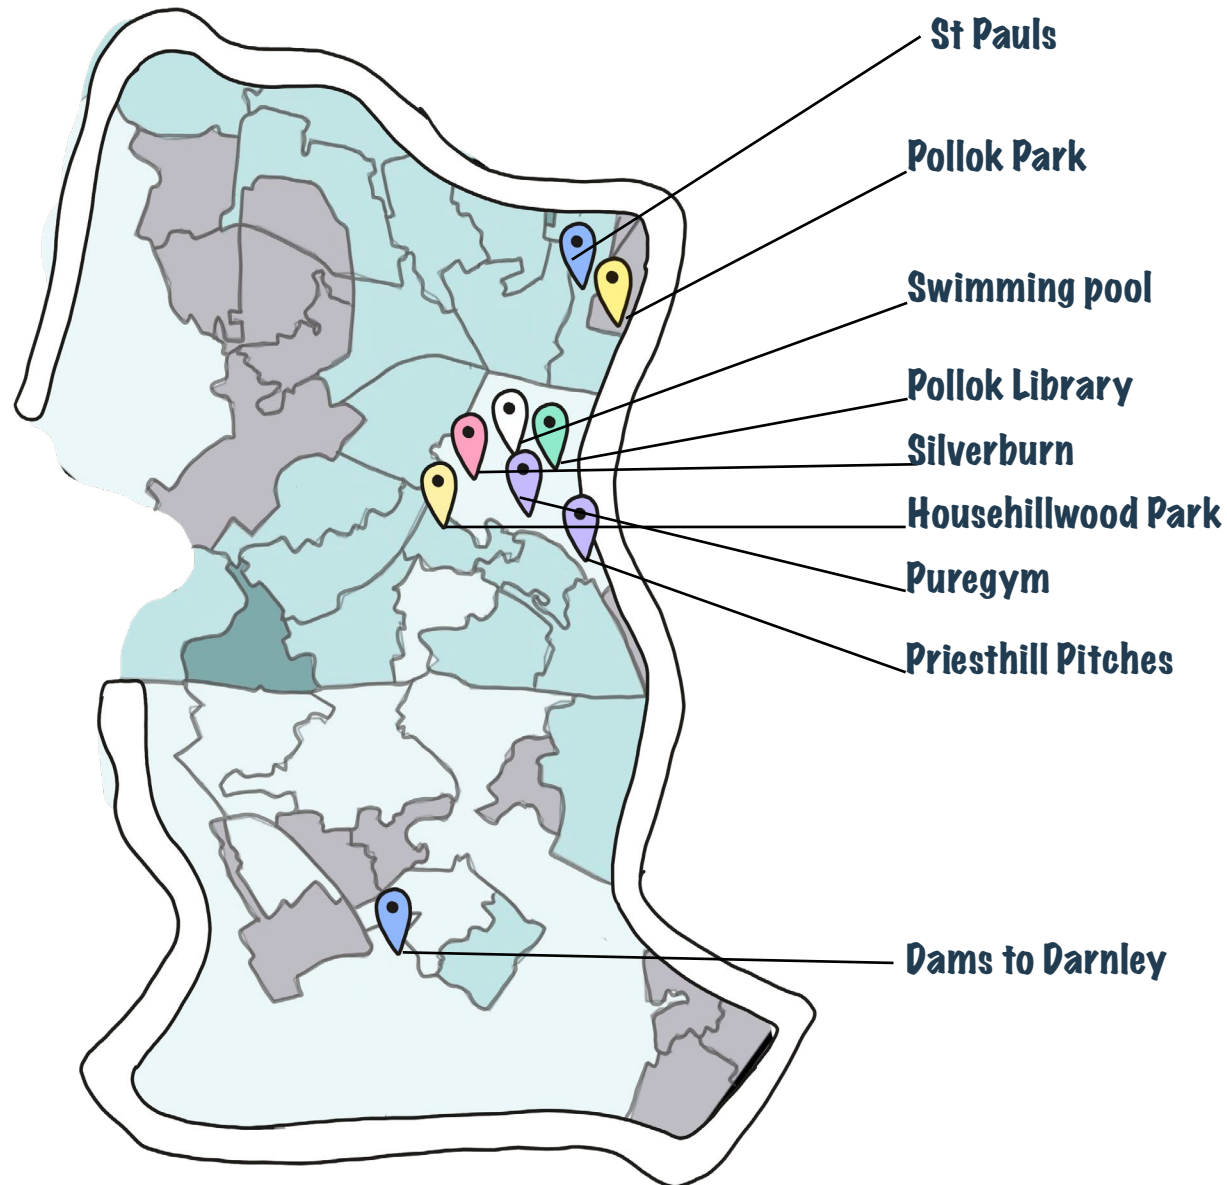 St Pauls
Pollok Park
Swimming pool
Pollok Library
Silverburn
Househillwood Park
Puregym
Priesthill Pitches
Dams to Darnley